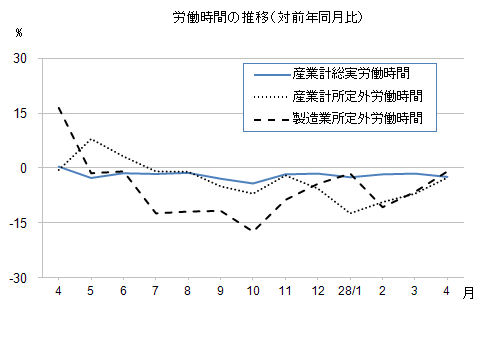 労働時間の推移(対前年同月比)
%
産業計総実労働時間
産業計所定外労働時間
製造業所定外労働時間
30
15
0
-15
-30
4 5 6 7 8 9 10 11 12 28/1 2 3 4 月